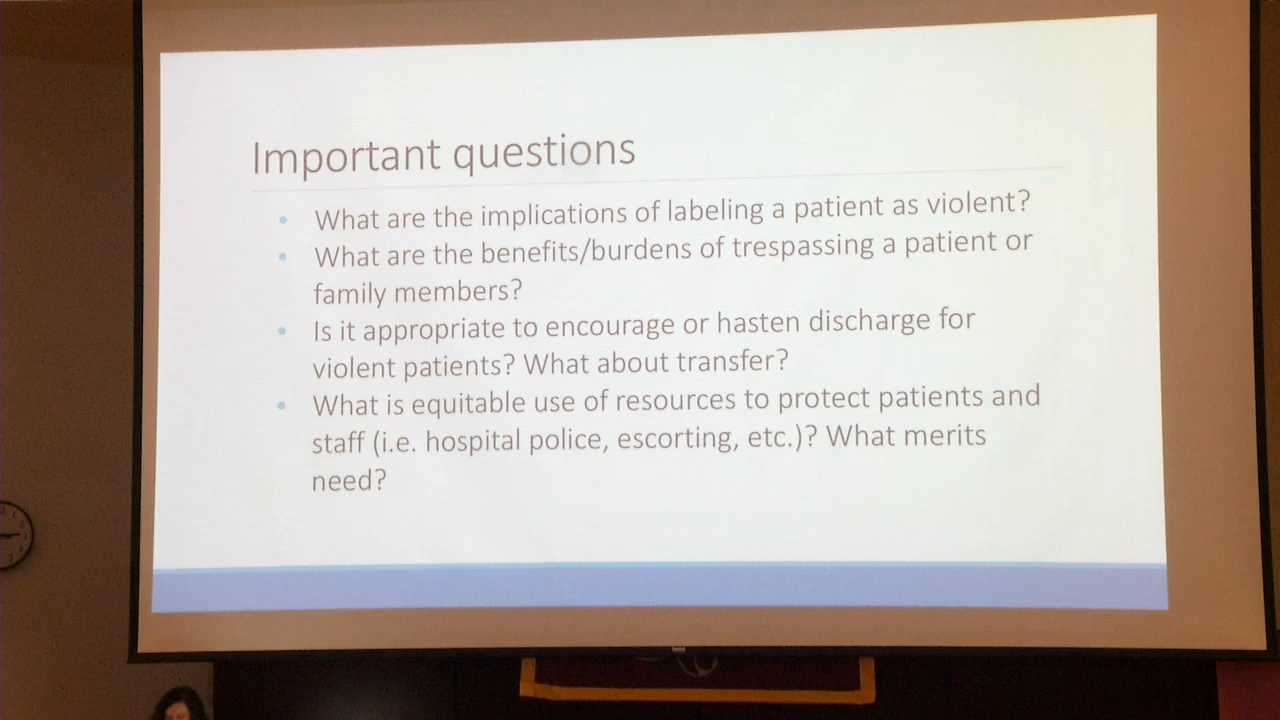 Important questions
• What are the implications of labeling a patient as violent?
• What are the benefits/burdens of trespassing a patient or
family members?
• Is it appropriate to encourage or hasten discharge for
violent patients? What about transfer?
• What is equitable use of resources to protect patients and
staff (i.e. hospital police, escorting, etc.)? What merits
need?